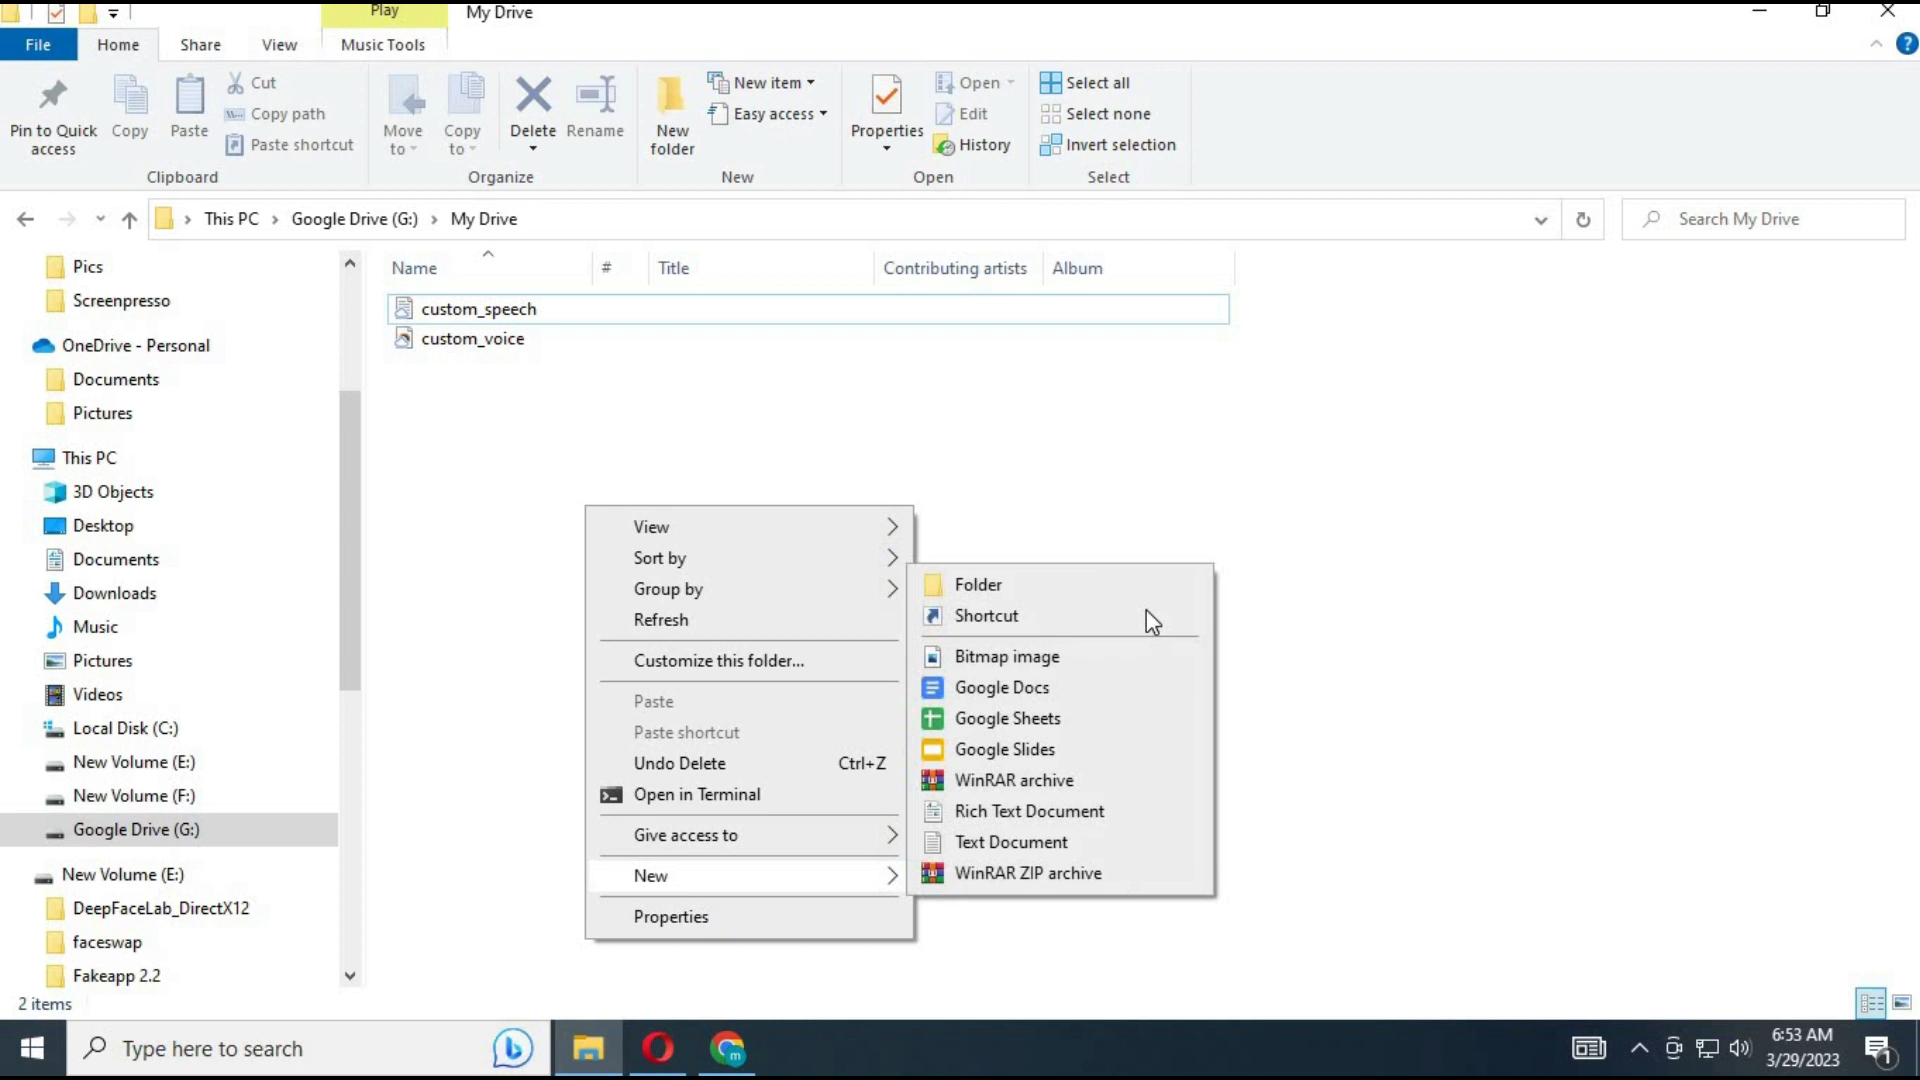 Play
My Drive
File
Home
Share
View
Music Tools
Pin to Quick access
Copy
Paste
Cut
Copy path
Paste shortcut
Clipboard
Move to
Copy to
Delete
Rename
Organize
New folder
New item
Easy access
New
Properties
Open
Edit
History
Open
Select all
Select none
Invert selection
Select
This PC
Google Drive (G:)
My Drive
Search My Drive
Pics
Screenpresso
OneDrive - Personal
Documents
Pictures
This PC
3D Objects
Desktop
Documents
Downloads
Music
Pictures
Videos
Local Disk (C:)
New Volume (E:)
New Volume (F:)
Google Drive (G:)
New Volume (E:)
DeepFaceLab_DirectX12
faceswap
Fakeapp 2.2
Name
#
Title
Contributing artists
Album
custom_speech
custom_voice
View
Sort by
Group by
Refresh
Customize this folder...
Paste
Paste shortcut
Undo Delete Ctrl+Z
Open in Terminal
Give access to
New
Properties
Folder
Shortcut
Bitmap image
Google Docs
Google Sheets
Google Slides
WinRAR archive
Rich Text Document
Text Document
WinRAR ZIP archive
2 items
Type here to search
m
6:53 AM
3/29/2023
1